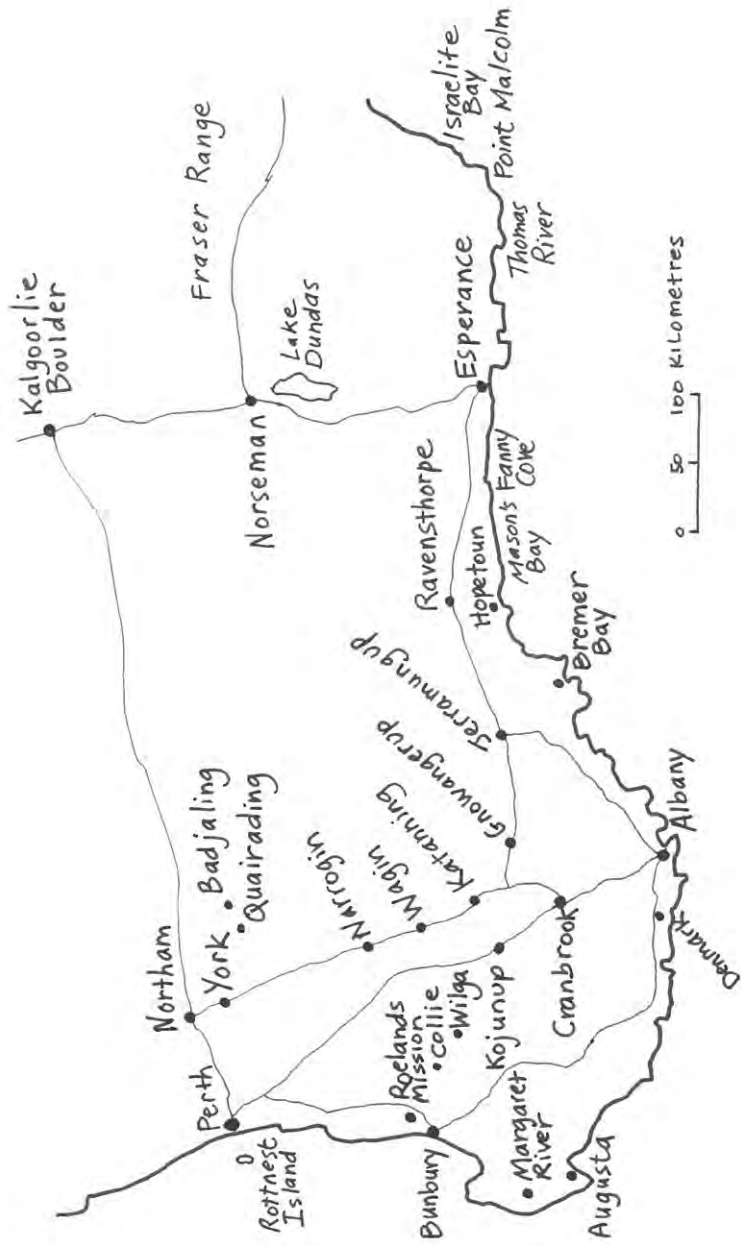 Kalgoorlie
Boulder
Fraser Range
Norseman
Lake
Dundas
Israelite
Bay
Point Malcolm
Thomas
River
Esperance
Ravensthorpe
Hopetoun
Mason's
Bay
Fanny
Cove
Bremer
Bay
Jerramungup
Gnowangerup
Katanning
Wagin
Narrogin
Badjaling
Quairading
York
Northam
Perth
Rottnest
Island
Roelands
Mission
Collie
Wilga
Kojunup
Cranbrook
Bunbury
Margaret
River
Augusta
Denmark
Albany
0 50 100 KILOMETRES